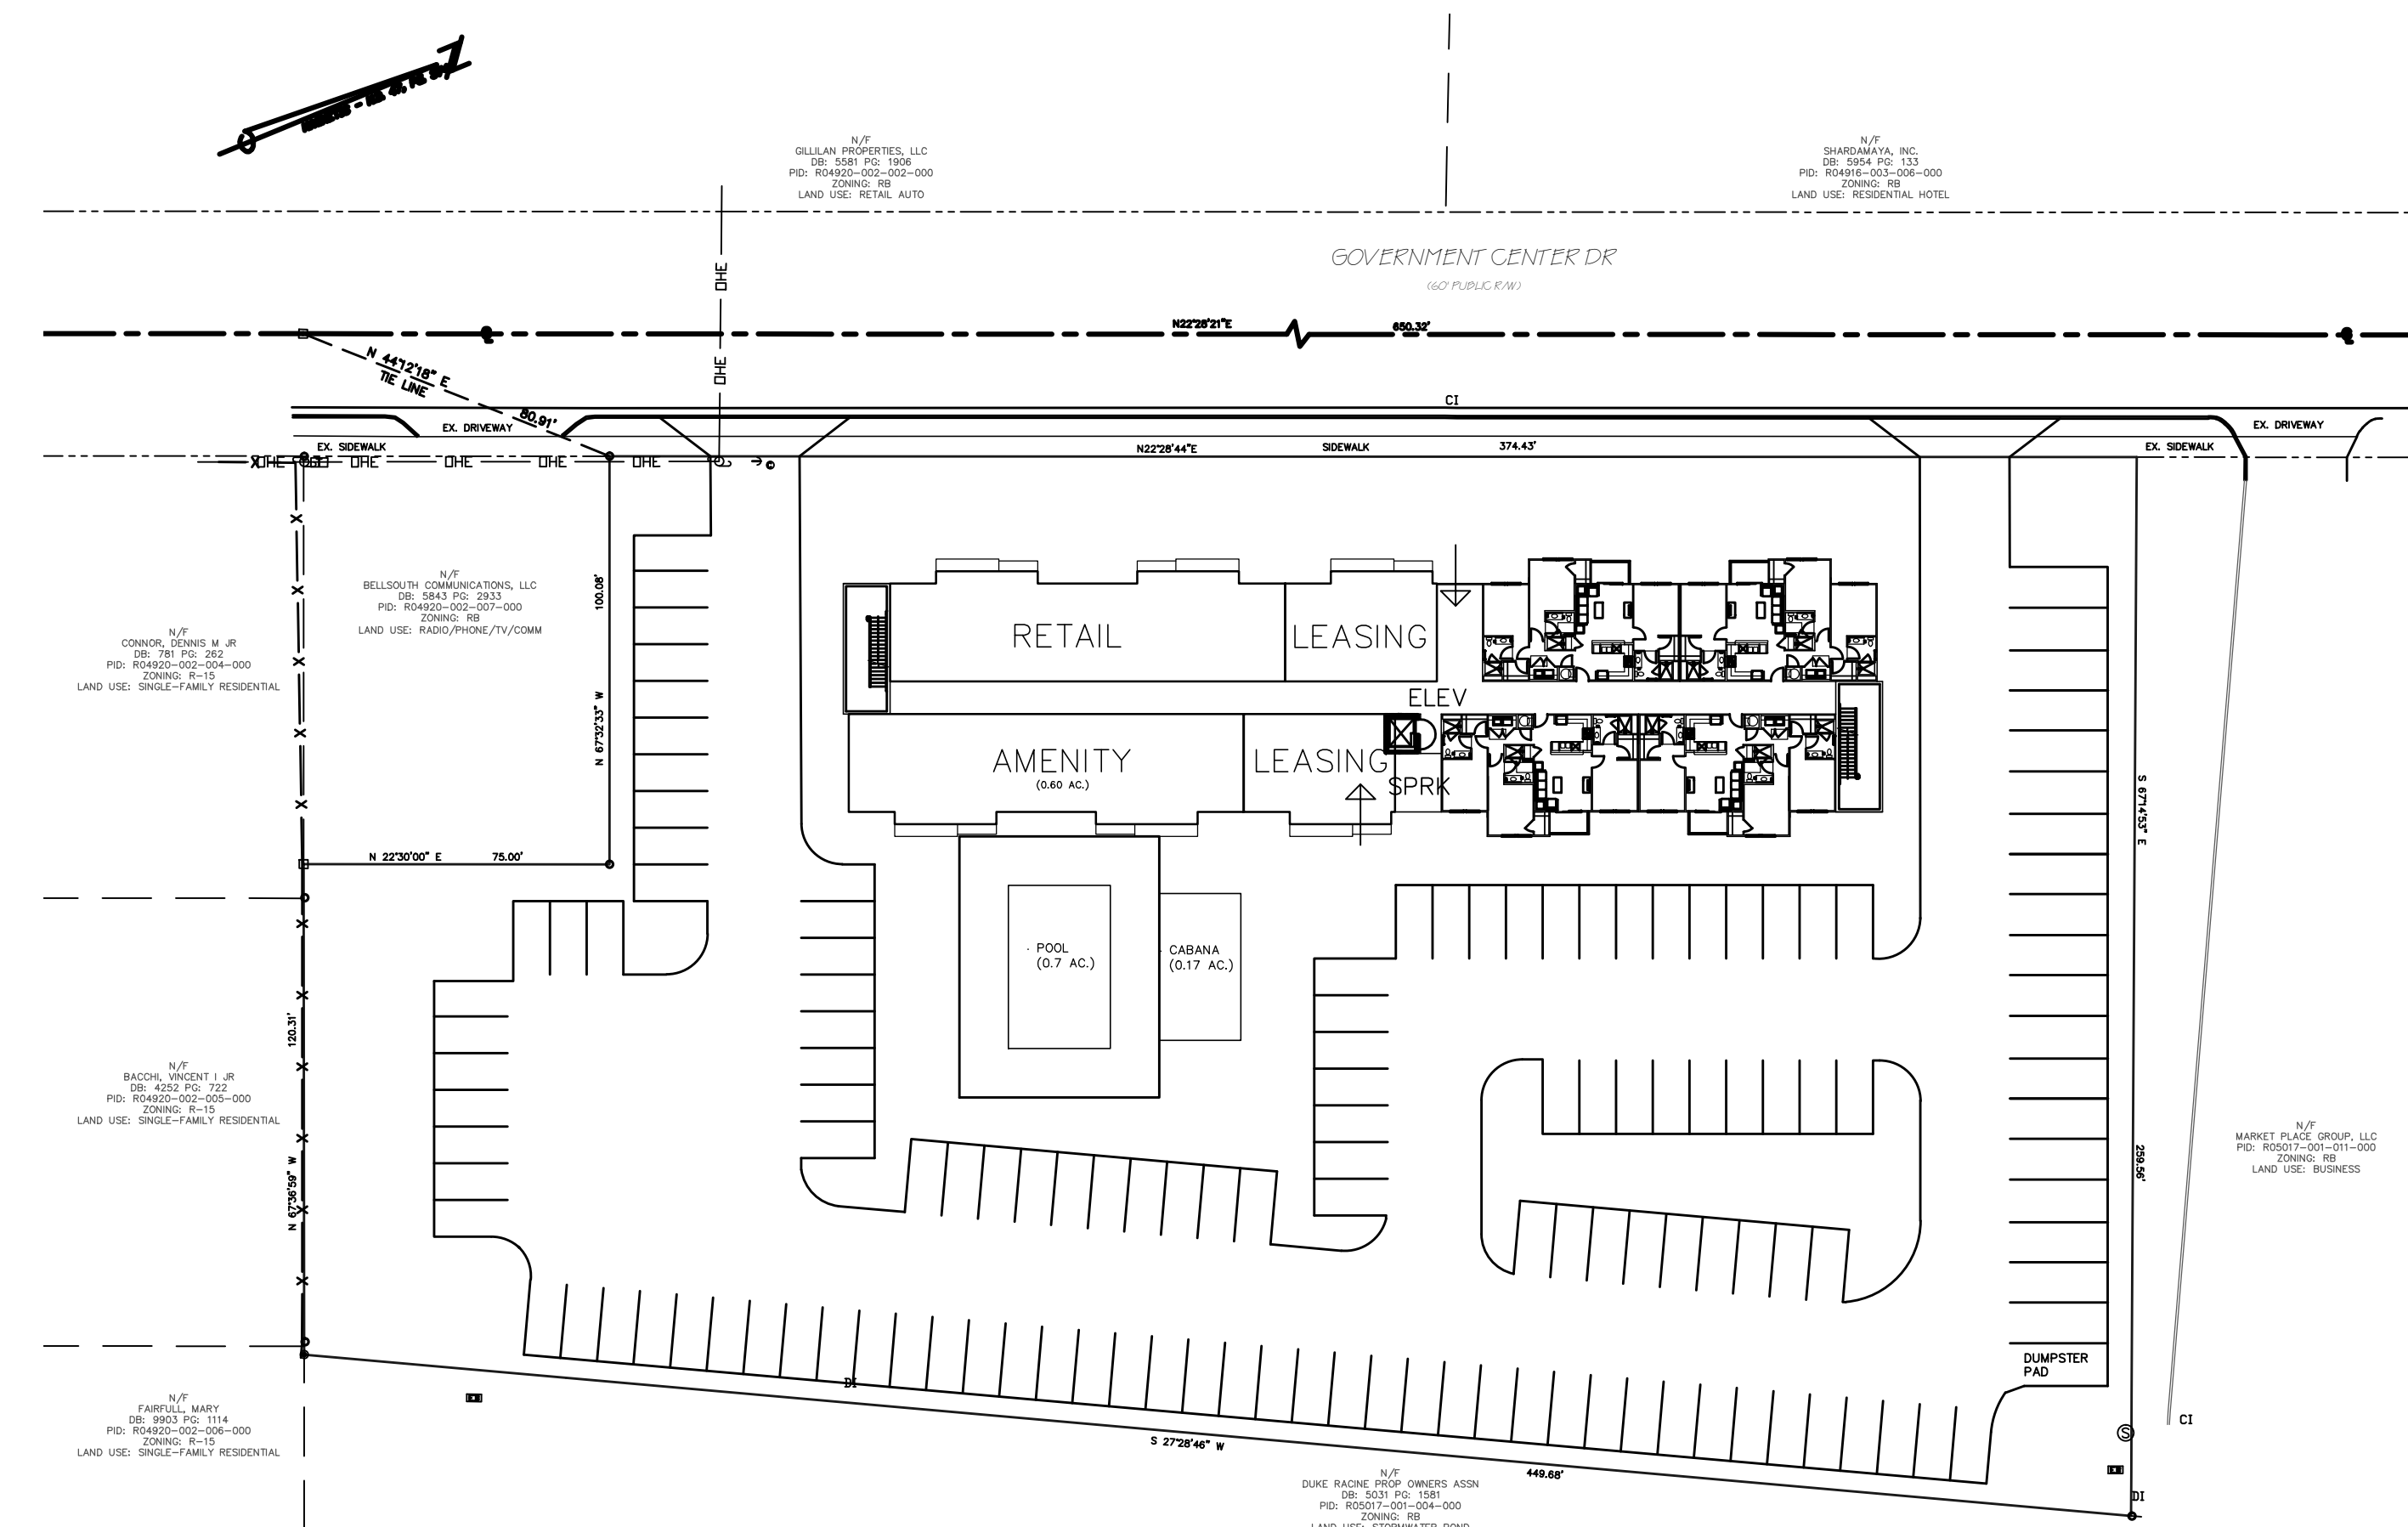 N/F
GILLILAN PROPERTIES, LLC
DB: 5581 PG: 1906
PID: R04920-002-002-000
ZONING: RB
LAND USE: RETAIL AUTO
N/F
SHARDAMAYA, INC.
DB: 5954 PG: 133
PID: R04916-003-006-000
ZONING: RB
LAND USE: RESIDENTIAL HOTEL
GOVERNMENT CENTER DR
(60' PUBLIC R/W)
OHE
OHE
N22°28'21"E
650.32'
N 44°12'18" E
TIE LINE
80.91'
CI
EX. DRIVEWAY
EX. DRIVEWAY
EX. SIDEWALK
N22°28'44"E
SIDEWALK
374.43'
EX. SIDEWALK
OHE
OHE
OHE
OHE
OHE
N/F
BELLSOUTH COMMUNICATIONS, LLC
DB: 5843 PG: 2933
PID: R04920-002-007-000
ZONING: RB
LAND USE: RADIO/PHONE/TV/COMM
100.08'
N 67°32'33" W
N/F
CONNOR, DENNIS M JR
DB: 781 PG: 262
PID: R04920-002-004-000
ZONING: R-15
LAND USE: SINGLE-FAMILY RESIDENTIAL
RETAIL
LEASING
ELEV
AMENITY
(0.60 AC.)
LEASING
SPRK
S 67°14'53" E
N 22°30'00" E
75.00'
POOL
(0.7 AC.)
CABANA
(0.17 AC.)
120.31'
N 67°36'59" W
N/F
BACCHI, VINCENT I JR
DB: 4252 PG: 722
PID: R04920-002-005-000
ZONING: R-15
LAND USE: SINGLE-FAMILY RESIDENTIAL
259.56'
N/F
MARKET PLACE GROUP, LLC
PID: R05017-001-011-000
ZONING: RB
LAND USE: BUSINESS
DUMPSTER
PAD
DI
CI
S
N/F
FAIRFULL, MARY
DB: 9903 PG: 1114
PID: R04920-002-006-000
ZONING: R-15
LAND USE: SINGLE-FAMILY RESIDENTIAL
S 27°28'46" W
449.68'
DI
N/F
DUKE RACINE PROP OWNERS ASSN
DB: 5031 PG: 1581
PID: R05017-001-004-000
ZONING: RB
LAND USE: STORMWATER POND